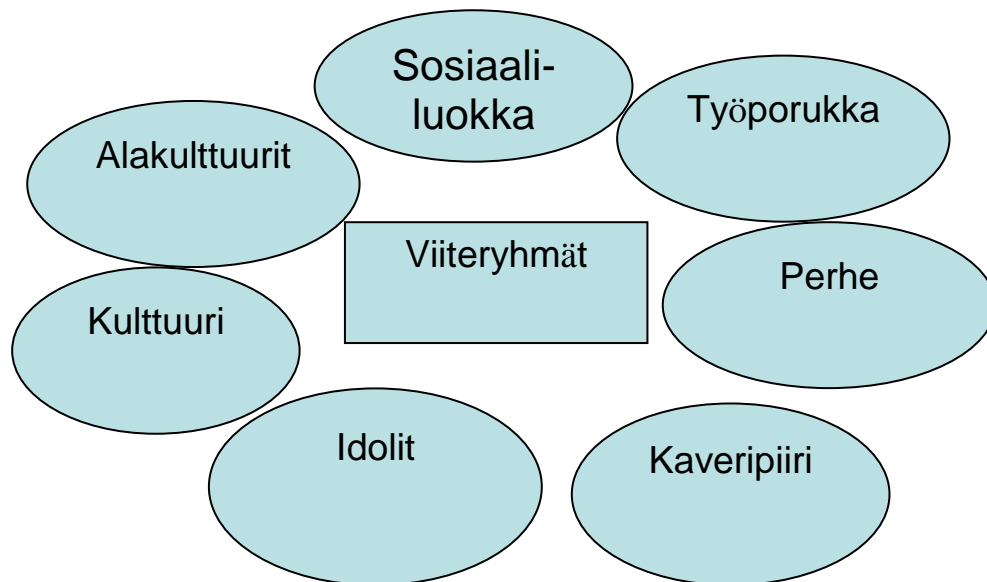 Sosiaali-
luokka
Työporukka
Alakulttuurit
Viiteryhmät
Perhe
Kulttuuri
Idolit
Kaveripiiri